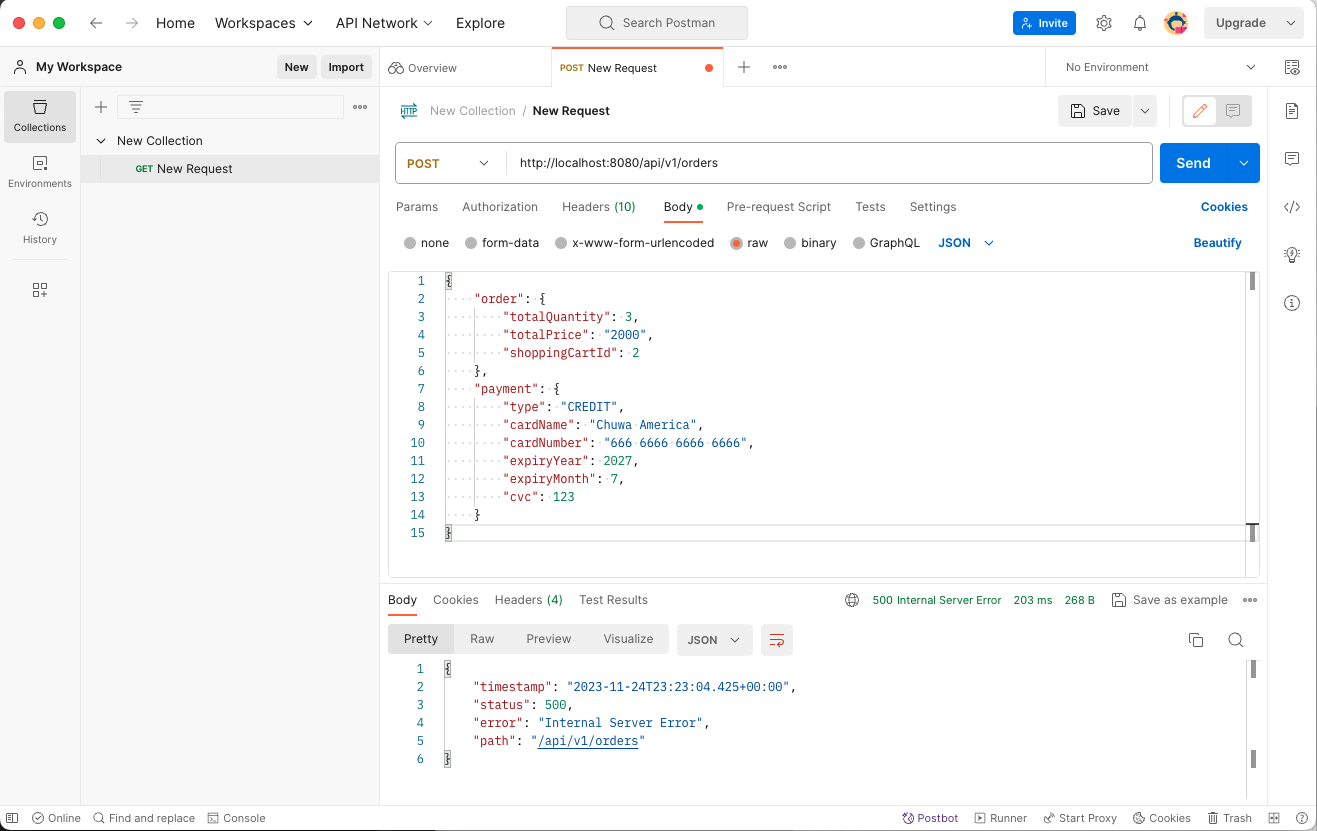 Home Workspaces API Network Explore Search Postman Invite Upgrade
My Workspace New Import Overview POST New Request No Environment
Collections
Environments
History
New Collection
GET New Request
HTTP New Collection / New Request Save
POST http://localhost:8080/api/v1/orders Send
Params Authorization Headers (10) Body Pre-request Script Tests Settings Cookies
none form-data x-www-form-urlencoded raw binary GraphQL JSON Beautify
1 {
2 "order": {
3 "totalQuantity": 3,
4 "totalPrice": "2000",
5 "shoppingCartId": 2
6 },
7 "payment": {
8 "type": "CREDIT",
9 "cardName": "Chuwa America",
10 "cardNumber": "666 6666 6666 6666",
11 "expiryYear": 2027,
12 "expiryMonth": 7,
13 "cvc": 123
14 }
15 }
Body Cookies Headers (4) Test Results 500 Internal Server Error 203 ms 268 B Save as example
Pretty Raw Preview Visualize JSON
1 {
2 "timestamp": "2023-11-24T23:23:04.425+00:00",
3 "status": 500,
4 "error": "Internal Server Error",
5 "path": "/api/v1/orders"
6 }
Online Find and replace Console Postbot Runner Start Proxy Cookies Trash